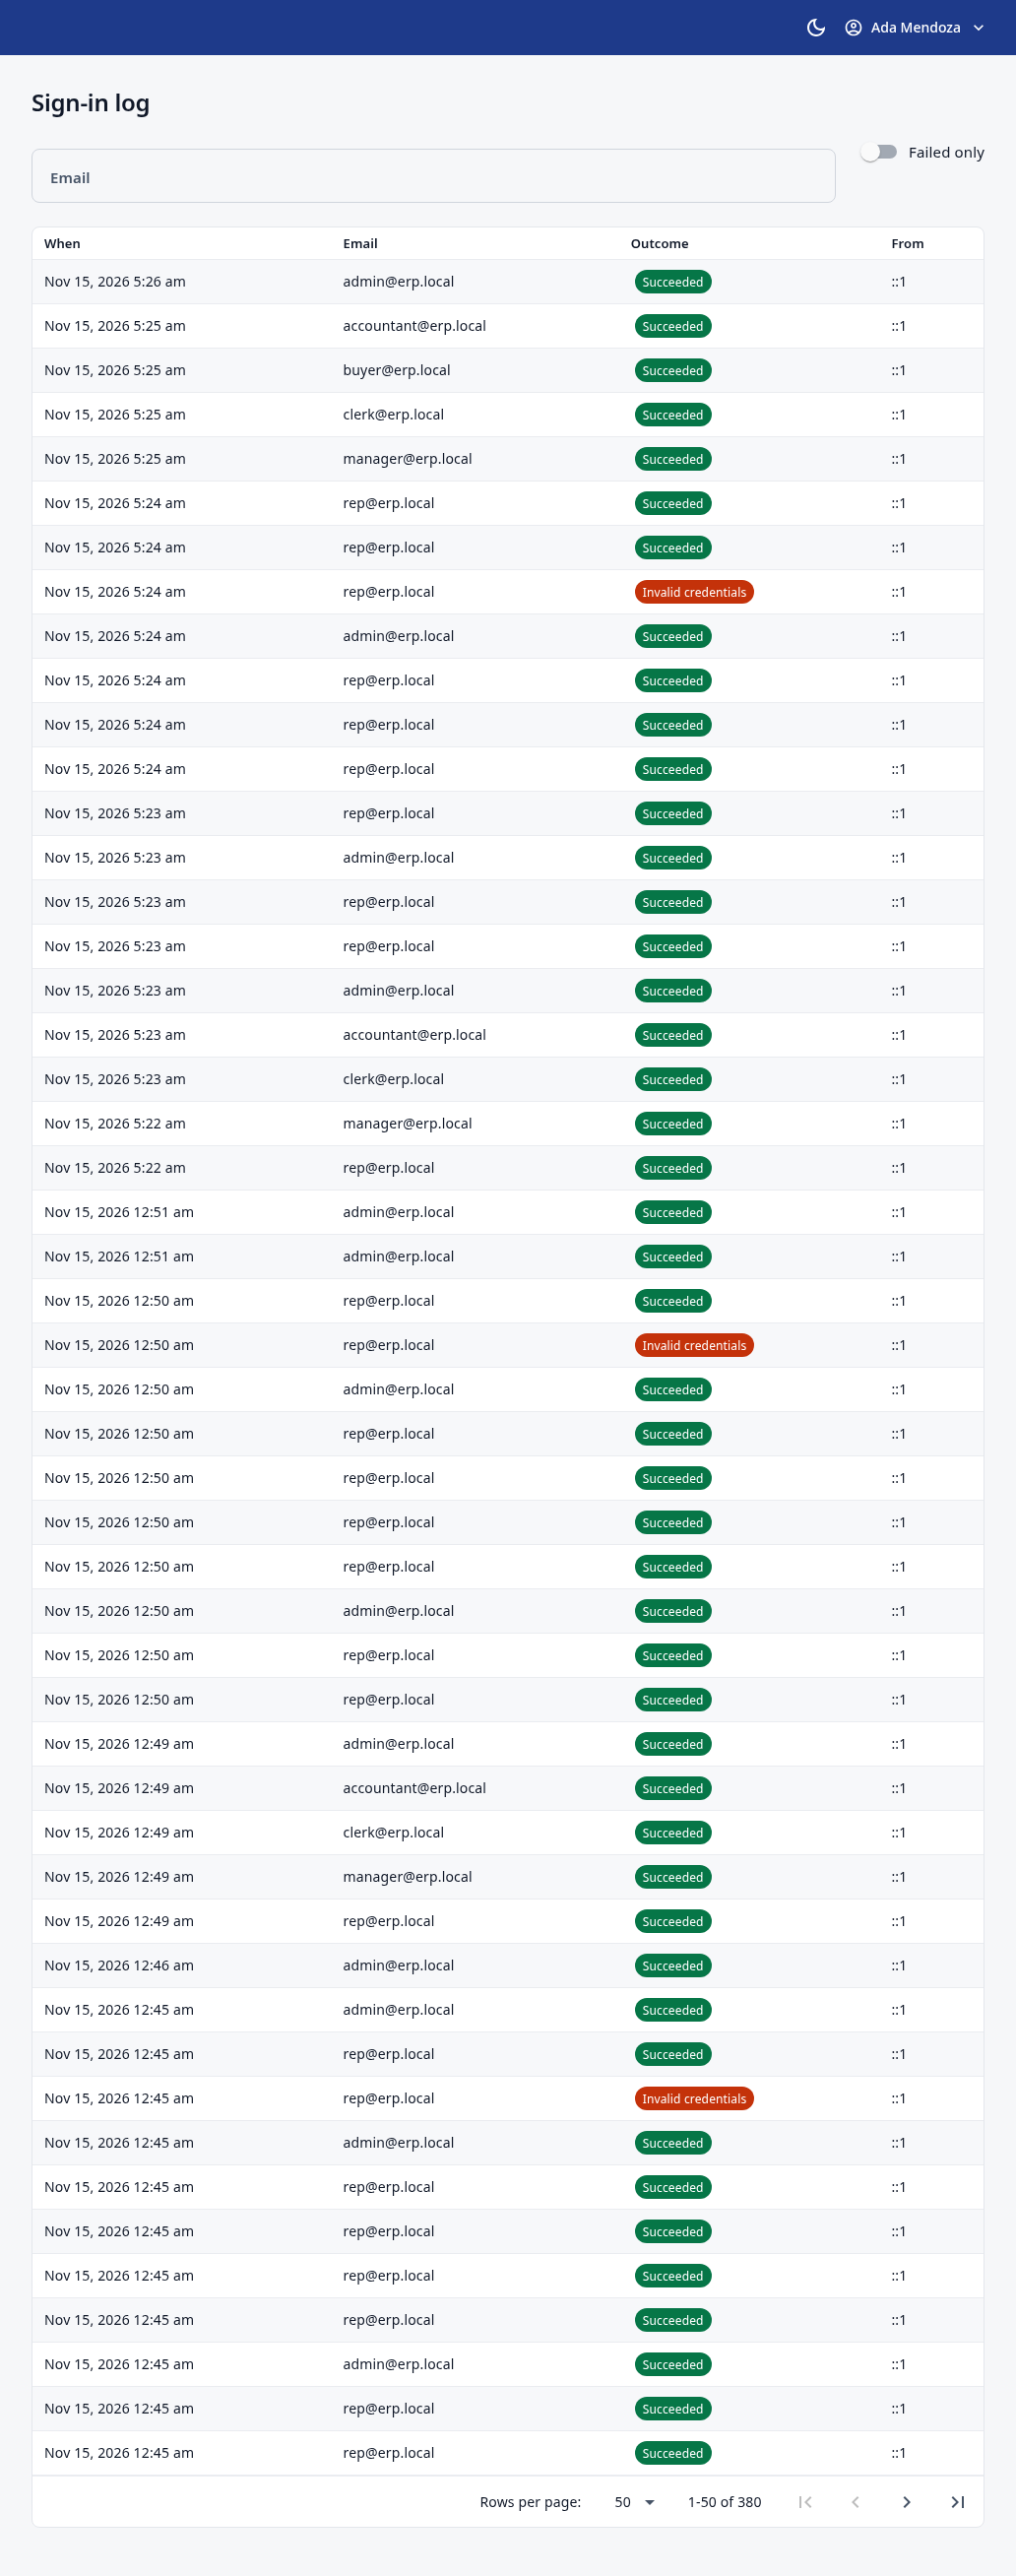 Ada Mendoza
Sign-in log
Email
Failed only
When Email Outcome From
Nov 15, 2026 5:26 am admin@erp.local Succeeded ::1
Nov 15, 2026 5:25 am accountant@erp.local Succeeded ::1
Nov 15, 2026 5:25 am buyer@erp.local Succeeded ::1
Nov 15, 2026 5:25 am clerk@erp.local Succeeded ::1
Nov 15, 2026 5:25 am manager@erp.local Succeeded ::1
Nov 15, 2026 5:24 am rep@erp.local Succeeded ::1
Nov 15, 2026 5:24 am rep@erp.local Succeeded ::1
Nov 15, 2026 5:24 am rep@erp.local Invalid credentials ::1
Nov 15, 2026 5:24 am admin@erp.local Succeeded ::1
Nov 15, 2026 5:24 am rep@erp.local Succeeded ::1
Nov 15, 2026 5:24 am rep@erp.local Succeeded ::1
Nov 15, 2026 5:24 am rep@erp.local Succeeded ::1
Nov 15, 2026 5:23 am rep@erp.local Succeeded ::1
Nov 15, 2026 5:23 am admin@erp.local Succeeded ::1
Nov 15, 2026 5:23 am rep@erp.local Succeeded ::1
Nov 15, 2026 5:23 am rep@erp.local Succeeded ::1
Nov 15, 2026 5:23 am admin@erp.local Succeeded ::1
Nov 15, 2026 5:23 am accountant@erp.local Succeeded ::1
Nov 15, 2026 5:23 am clerk@erp.local Succeeded ::1
Nov 15, 2026 5:22 am manager@erp.local Succeeded ::1
Nov 15, 2026 5:22 am rep@erp.local Succeeded ::1
Nov 15, 2026 12:51 am admin@erp.local Succeeded ::1
Nov 15, 2026 12:51 am admin@erp.local Succeeded ::1
Nov 15, 2026 12:50 am rep@erp.local Succeeded ::1
Nov 15, 2026 12:50 am rep@erp.local Invalid credentials ::1
Nov 15, 2026 12:50 am admin@erp.local Succeeded ::1
Nov 15, 2026 12:50 am rep@erp.local Succeeded ::1
Nov 15, 2026 12:50 am rep@erp.local Succeeded ::1
Nov 15, 2026 12:50 am rep@erp.local Succeeded ::1
Nov 15, 2026 12:50 am rep@erp.local Succeeded ::1
Nov 15, 2026 12:50 am admin@erp.local Succeeded ::1
Nov 15, 2026 12:50 am rep@erp.local Succeeded ::1
Nov 15, 2026 12:50 am rep@erp.local Succeeded ::1
Nov 15, 2026 12:49 am admin@erp.local Succeeded ::1
Nov 15, 2026 12:49 am accountant@erp.local Succeeded ::1
Nov 15, 2026 12:49 am clerk@erp.local Succeeded ::1
Nov 15, 2026 12:49 am manager@erp.local Succeeded ::1
Nov 15, 2026 12:49 am rep@erp.local Succeeded ::1
Nov 15, 2026 12:46 am admin@erp.local Succeeded ::1
Nov 15, 2026 12:45 am admin@erp.local Succeeded ::1
Nov 15, 2026 12:45 am rep@erp.local Succeeded ::1
Nov 15, 2026 12:45 am rep@erp.local Invalid credentials ::1
Nov 15, 2026 12:45 am admin@erp.local Succeeded ::1
Nov 15, 2026 12:45 am rep@erp.local Succeeded ::1
Nov 15, 2026 12:45 am rep@erp.local Succeeded ::1
Nov 15, 2026 12:45 am rep@erp.local Succeeded ::1
Nov 15, 2026 12:45 am rep@erp.local Succeeded ::1
Nov 15, 2026 12:45 am admin@erp.local Succeeded ::1
Nov 15, 2026 12:45 am rep@erp.local Succeeded ::1
Nov 15, 2026 12:45 am rep@erp.local Succeeded ::1
Rows per page: 50 1-50 of 380